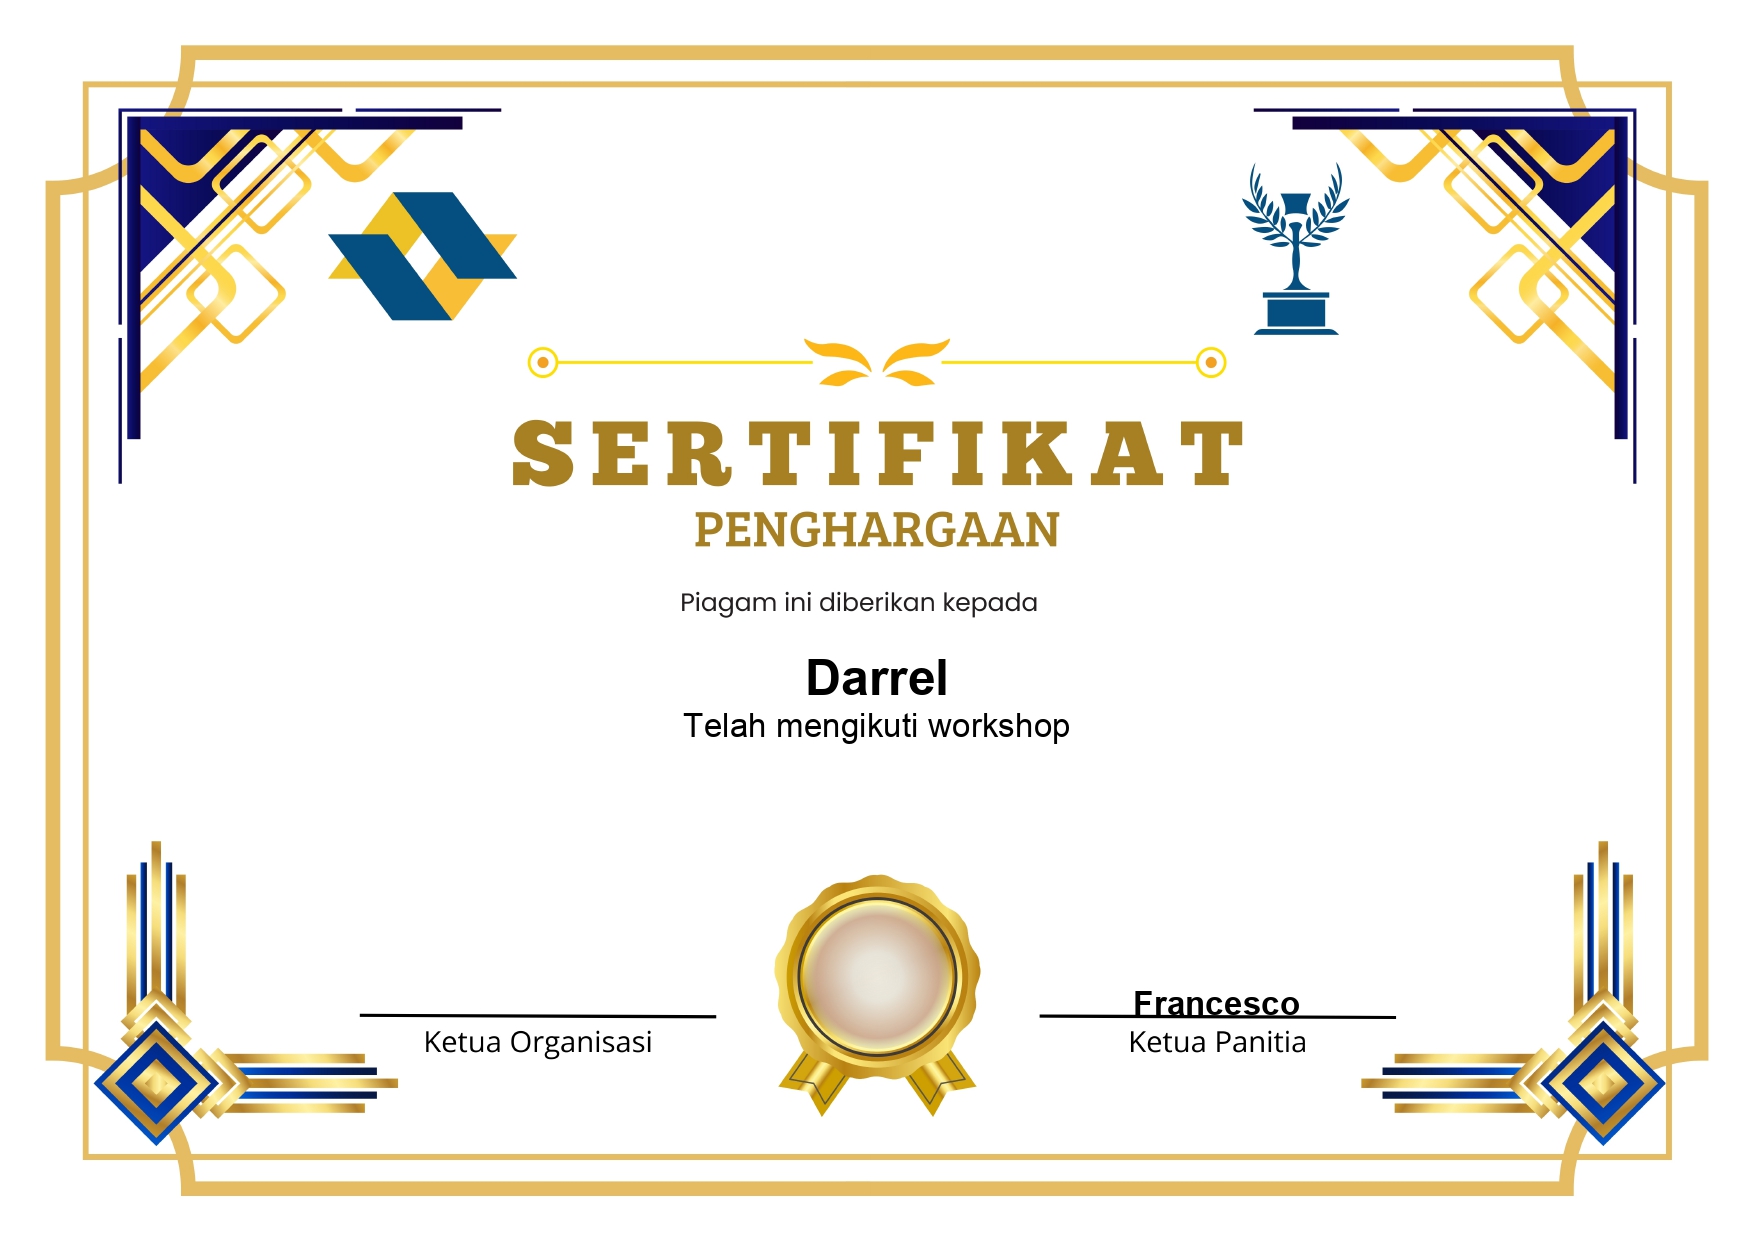 SERTIFIKAT
PENGHARGAAN
Piagam ini diberikan kepada
Darrel
Telah mengikuti workshop
Ketua Organisasi
Francesco
Ketua Panitia